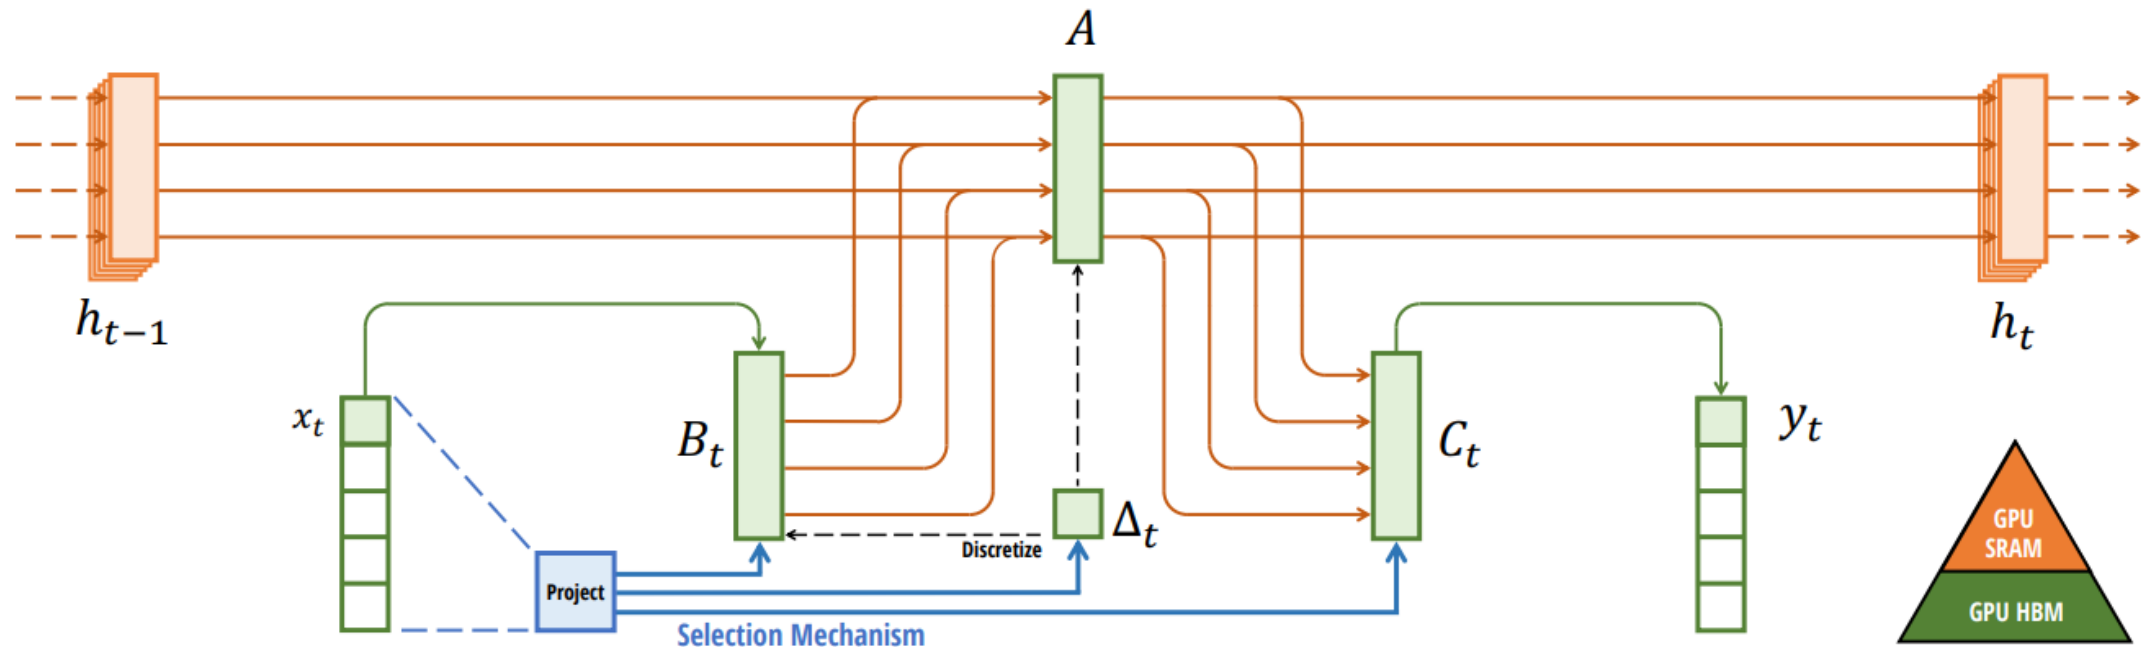 A
h_{t-1}
h_t
x_t
B_t
C_t
y_t
Δ_t
Discretize
Project
Selection Mechanism
GPU
SRAM
GPU HBM